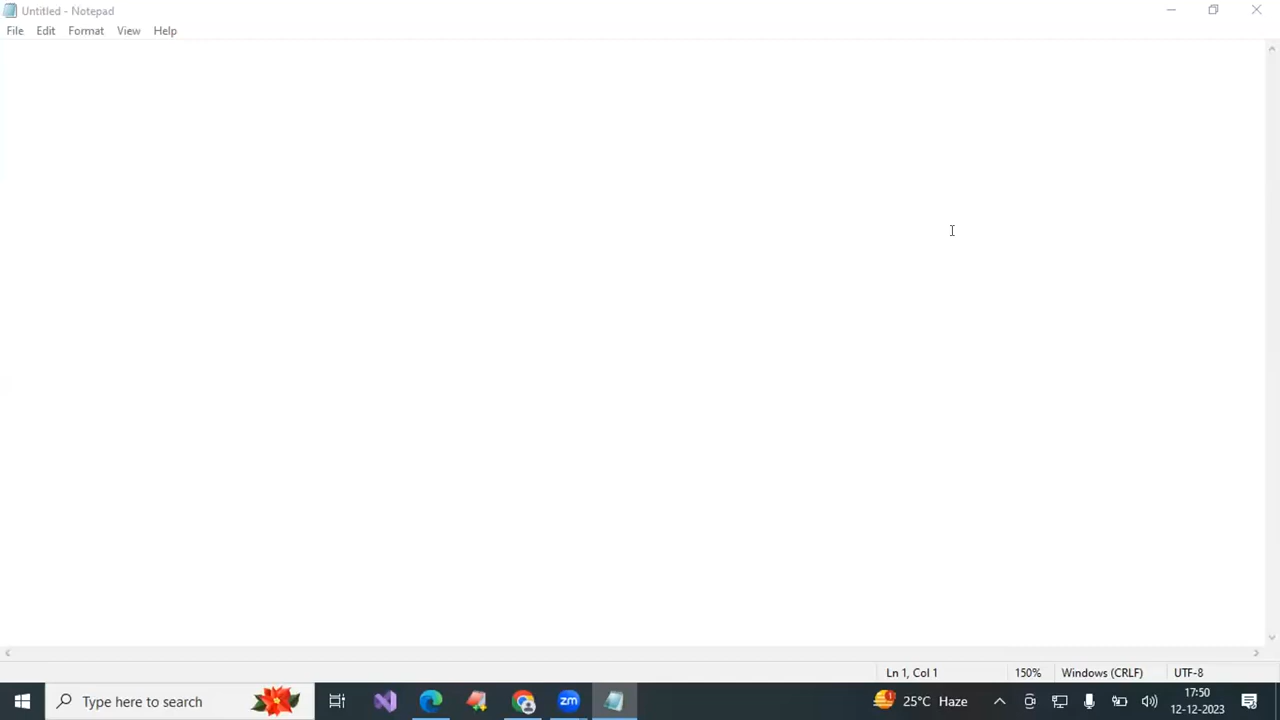 Untitled - Notepad
File Edit Format View Help
Ln 1, Col 1 150% Windows (CRLF) UTF-8
Type here to search zm 1 25°C Haze 17:50
12-12-2023